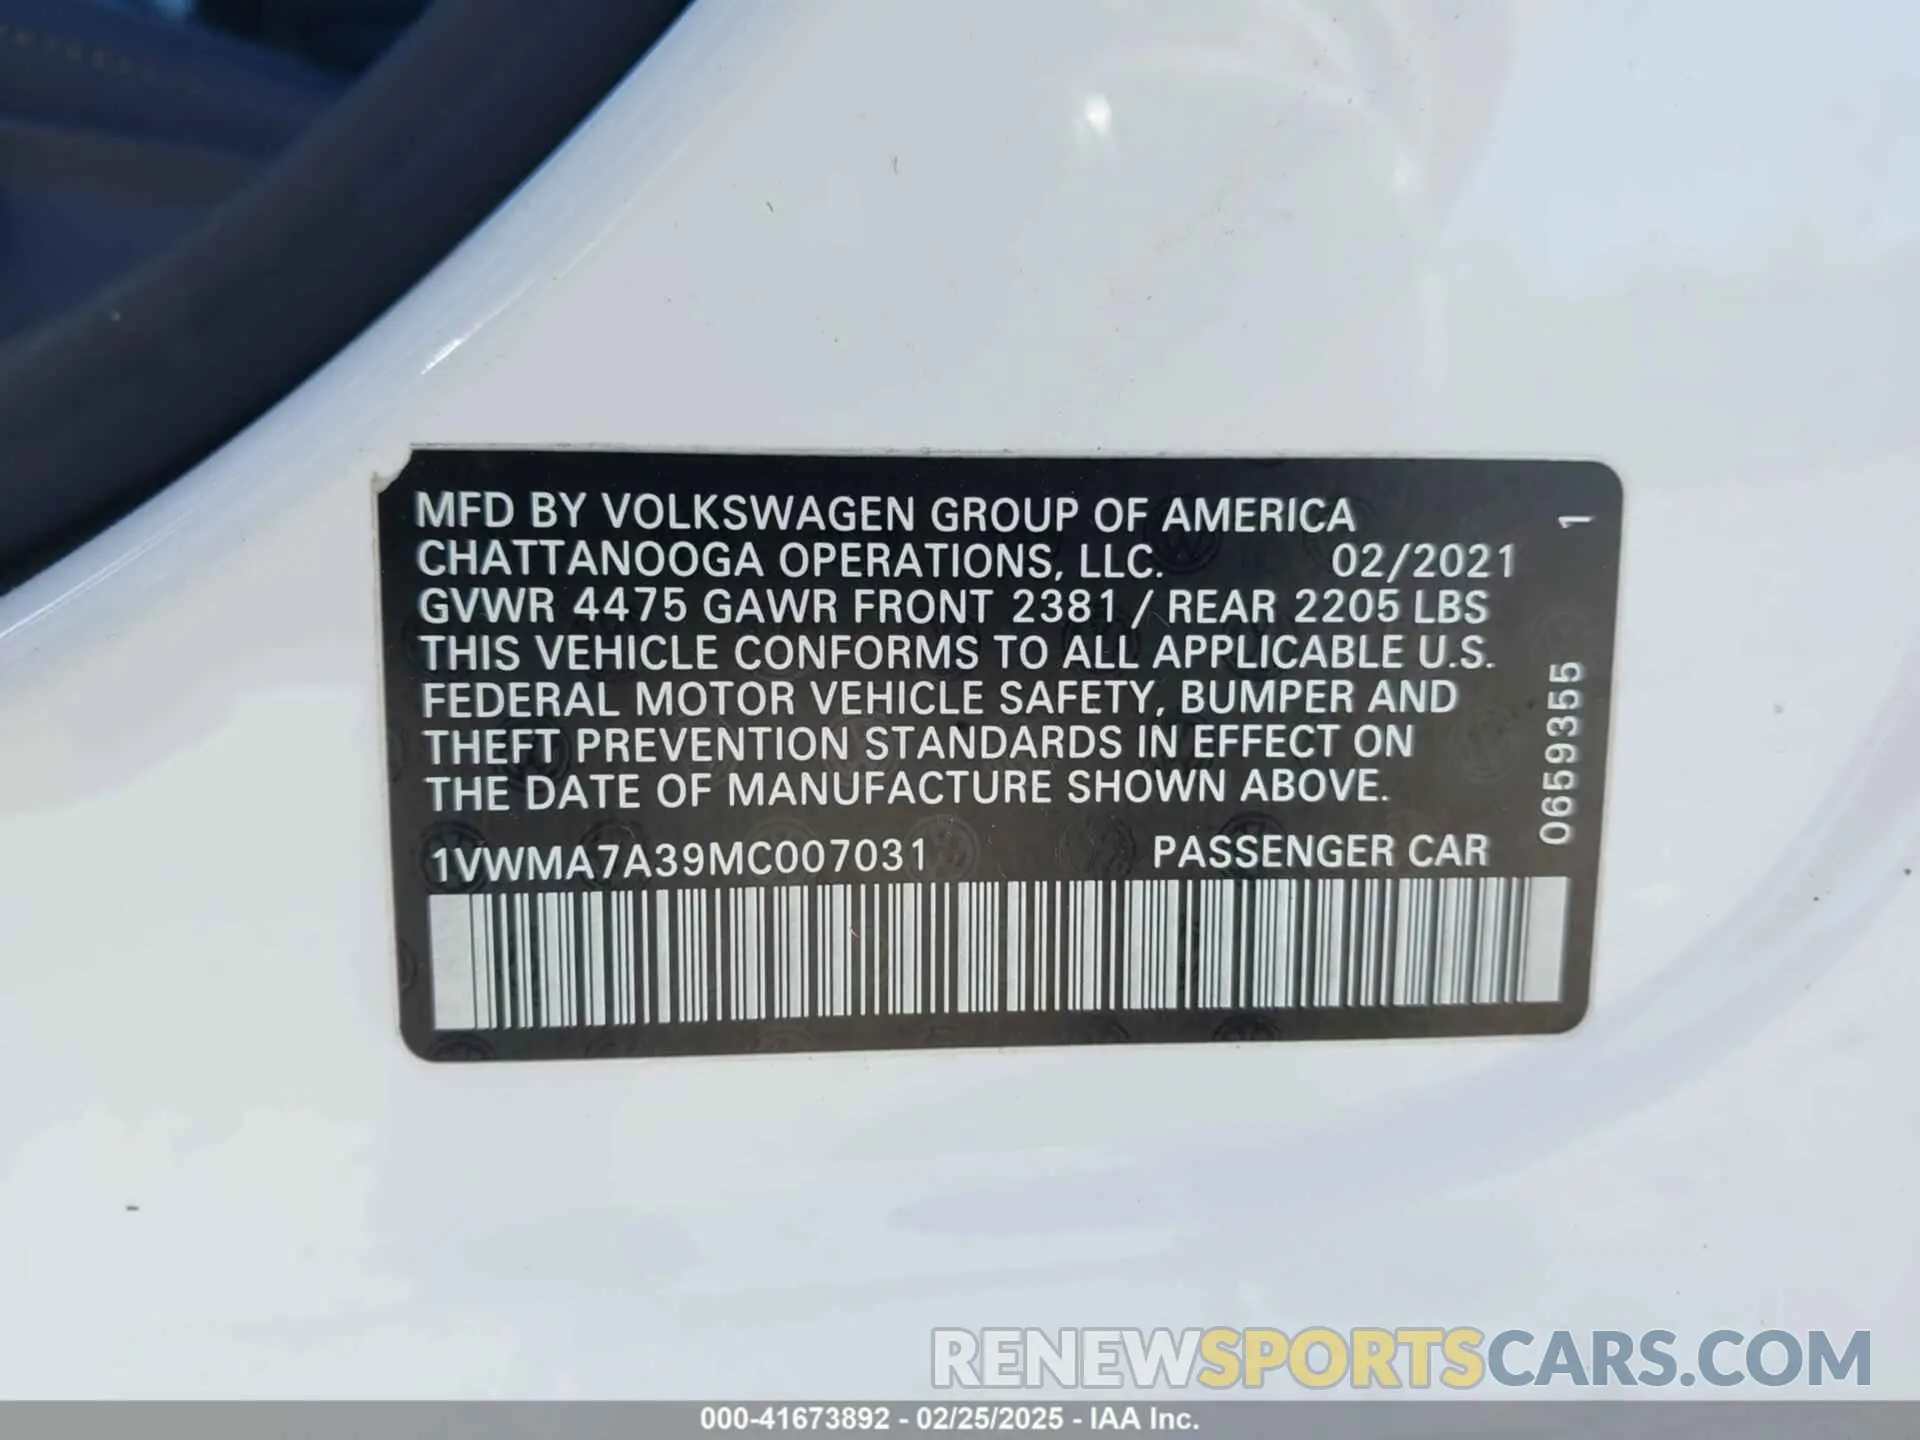 MFD BY VOLKSWAGEN GROUP OF AMERICA
CHATTANOOGA OPERATIONS, LLC. 02/2021
GVWR 4475 GAWR FRONT 2381 / REAR 2205 LBS
THIS VEHICLE CONFORMS TO ALL APPLICABLE U.S.
FEDERAL MOTOR VEHICLE SAFETY, BUMPER AND
THEFT PREVENTION STANDARDS IN EFFECT ON
THE DATE OF MANUFACTURE SHOWN ABOVE.
1VWMA7A39MC007031 PASSENGER CAR
0659355 1
RENEWSPORTSCARS.COM
000-41673892 - 02/25/2025 - IAA Inc.